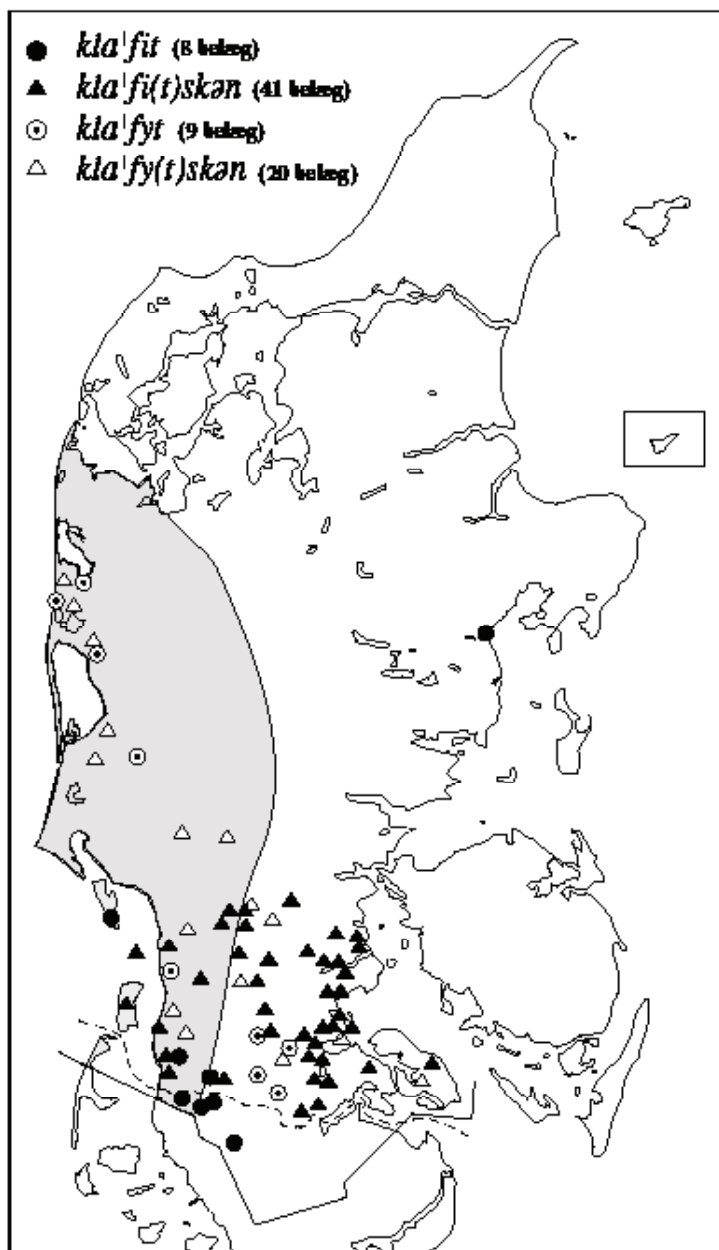 kla'fit (8 belæg)
kla'fi(t)skən (41 belæg)
kla'fyt (9 belæg)
kla'fy(t)skən (20 belæg)